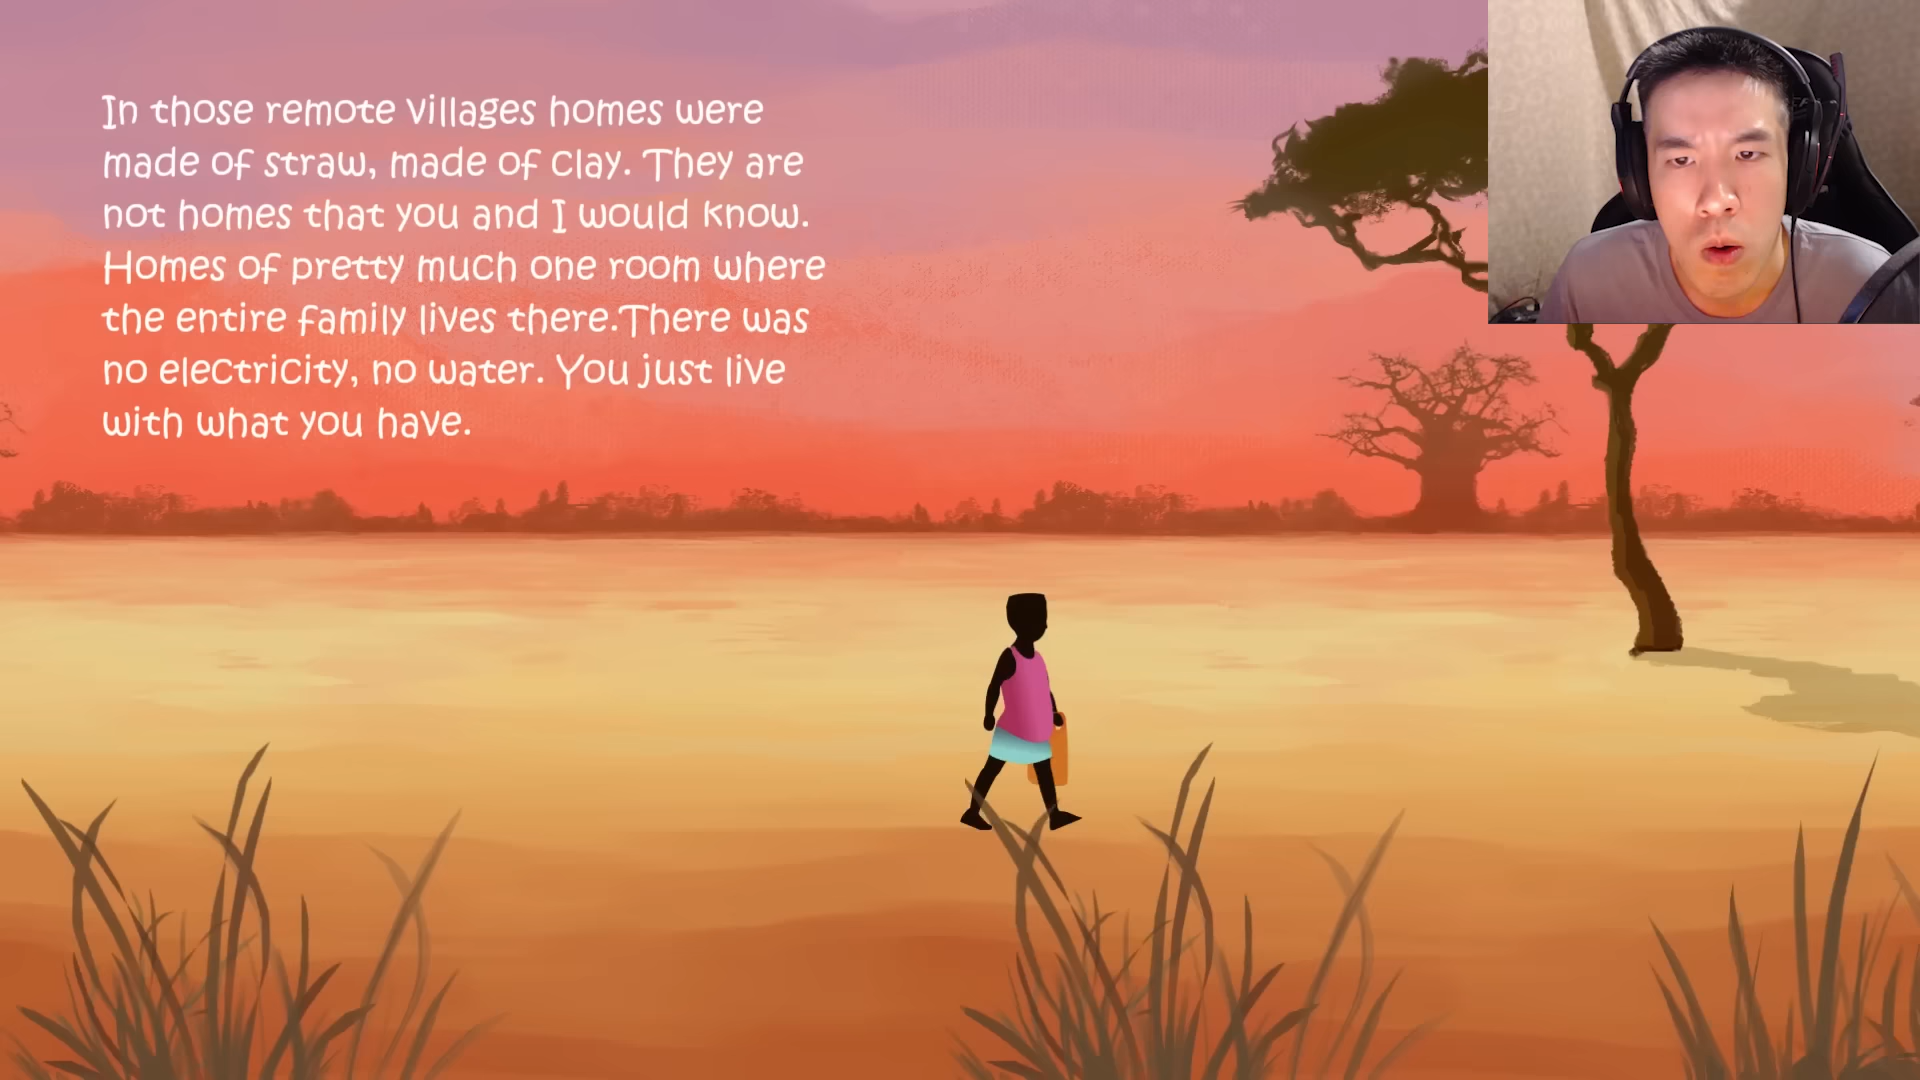 In those remote villages homes were
made of straw, made of clay. They are
not homes that you and I would know.
Homes of pretty much one room where
the entire family lives there.There was
no electricity, no water. You just live
with what you have.